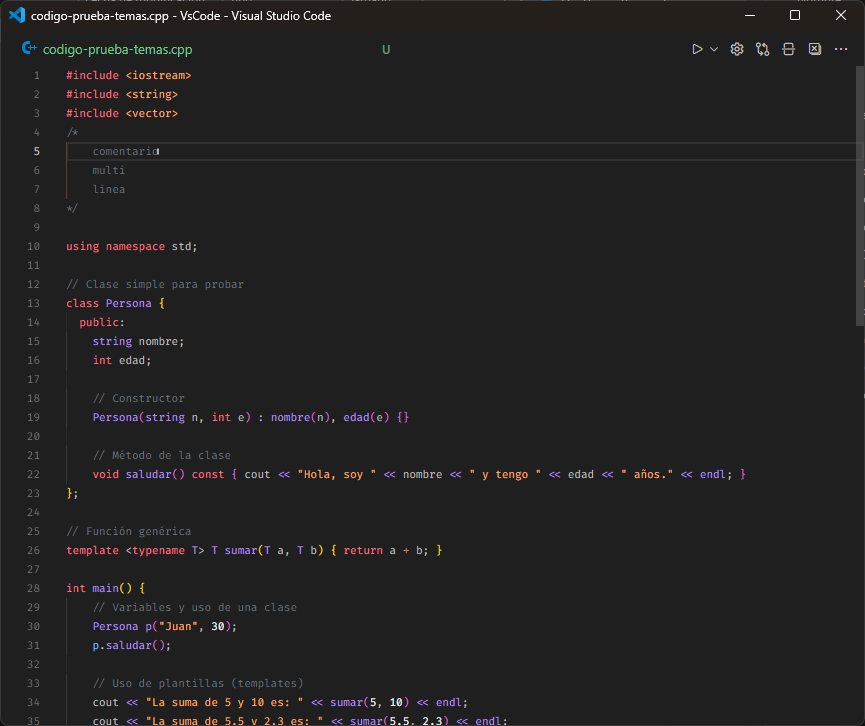 codigo-prueba-temas.cpp - VsCode - Visual Studio Code
codigo-prueba-temas.cpp U
1 #include <iostream>
2 #include <string>
3 #include <vector>
4 /*
5     comentario
6     multi
7     linea
8 */
9
10 using namespace std;
11
12 // Clase simple para probar
13 class Persona {
14   public:
15     string nombre;
16     int edad;
17
18     // Constructor
19     Persona(string n, int e) : nombre(n), edad(e) {}
20
21     // Método de la clase
22     void saludar() const { cout << "Hola, soy " << nombre << " y tengo " << edad << " años." << endl; }
23 };
24
25 // Función genérica
26 template <typename T> T sumar(T a, T b) { return a + b; }
27
28 int main() {
29     // Variables y uso de una clase
30     Persona p("Juan", 30);
31     p.saludar();
32
33     // Uso de plantillas (templates)
34     cout << "La suma de 5 y 10 es: " << sumar(5, 10) << endl;
35     cout << "La suma de 5.5 y 2.3 es: " << sumar(5.5, 2.3) << endl;